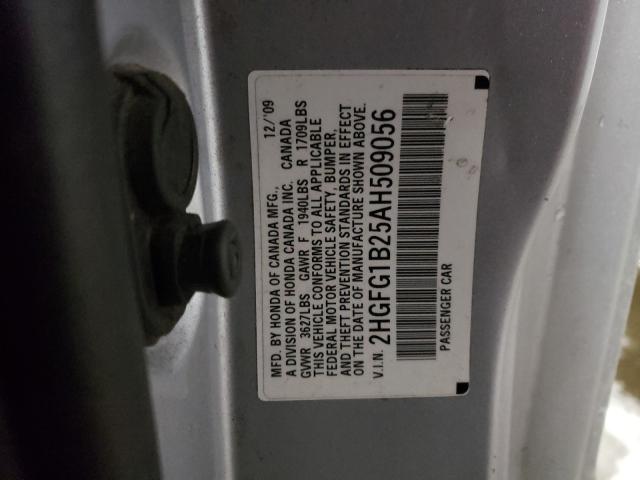 MFD. BY HONDA OF CANADA MFG., 12/'09
A DIVISION OF HONDA CANADA INC. CANADA
GVWR 3627LBS GAWR F 1940LBS R 1709LBS
THIS VEHICLE CONFORMS TO ALL APPLICABLE
FEDERAL MOTOR VEHICLE SAFETY, BUMPER,
AND THEFT PREVENTION STANDARDS IN EFFECT
ON THE DATE OF MANUFACTURE SHOWN ABOVE.
V.I.N. 2HGFG1B25AH509056
PASSENGER CAR